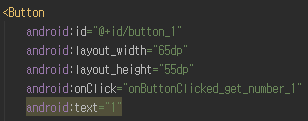 <Button
android:id="@+id/button_1"
android:layout_width="65dp"
android:layout_height="55dp"
android:onClick="onButtonClicked_get_number_1"
android:text="1"